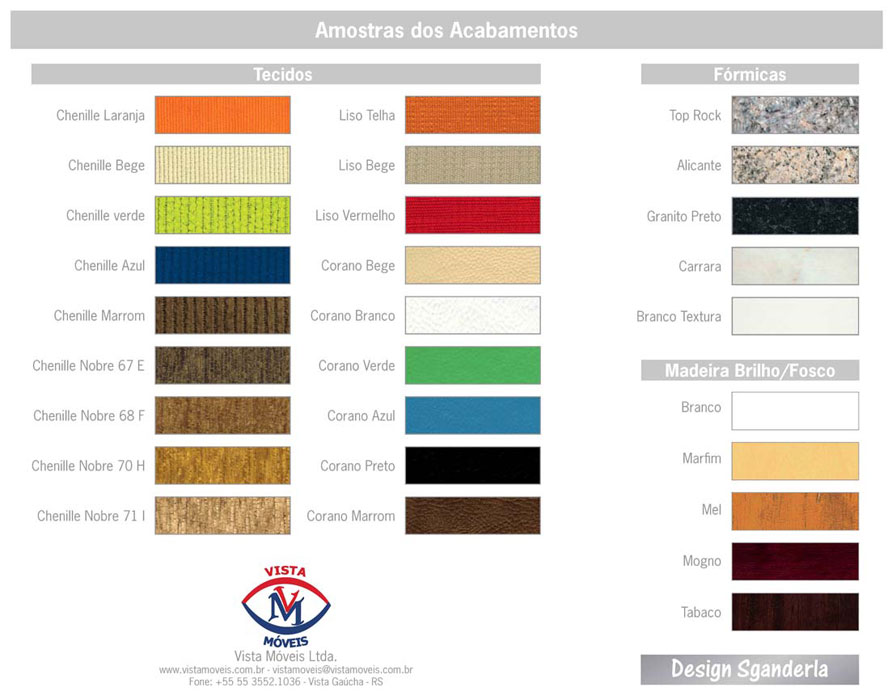 Amostras dos Acabamentos
Tecidos
Chenille Laranja
Chenille Bege
Chenille verde
Chenille Azul
Chenille Marrom
Chenille Nobre 67 E
Chenille Nobre 68 F
Chenille Nobre 70 H
Chenille Nobre 71 I
Liso Telha
Liso Bege
Liso Vermelho
Corano Bege
Corano Branco
Corano Verde
Corano Azul
Corano Preto
Corano Marrom
Fórmicas
Top Rock
Alicante
Granito Preto
Carrara
Branco Textura
Madeira Brilho/Fosco
Branco
Marfim
Mel
Mogno
Tabaco
VISTA
VM
MÓVEIS
Vista Móveis Ltda.
www.vistamoveis.com.br - vistamoveis@vistamoveis.com.br
Fone: +55 55 3552.1036 - Vista Gaúcha - RS
Design Sganderla